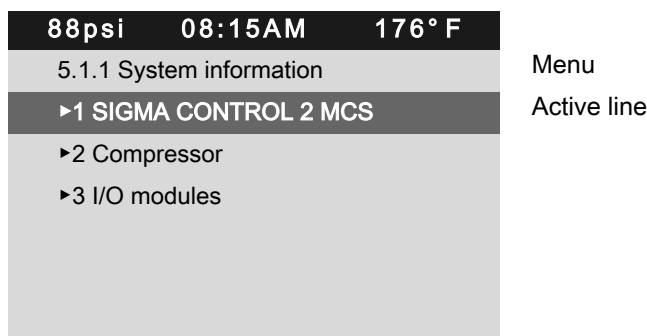 88psi 08:15AM 176°F
5.1.1 System information Menu
▸1 SIGMA CONTROL 2 MCS Active line
▸2 Compressor
▸3 I/O modules